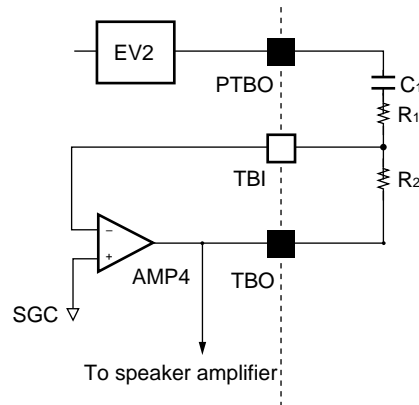 EV2
PTBO
C1
R1
TBI
R2
−
+
AMP4
TBO
SGC
To speaker amplifier